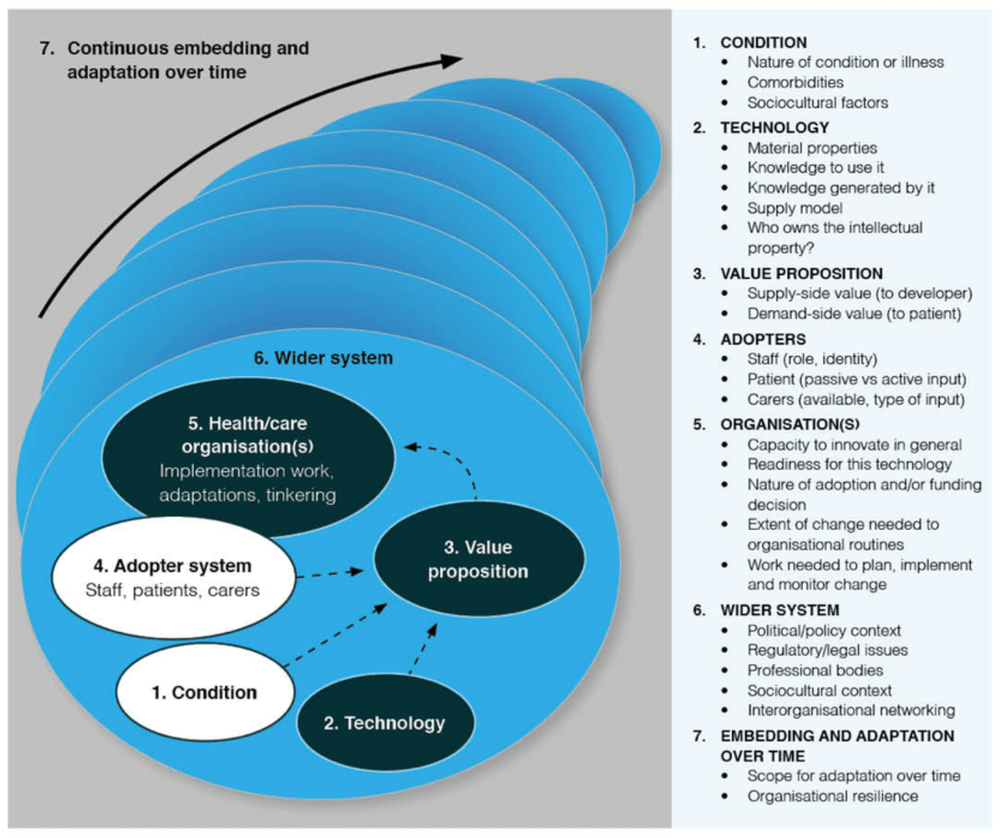 7. Continuous embedding and
adaptation over time
6. Wider system
5. Health/care
organisation(s)
Implementation work,
adaptations, tinkering
3. Value
proposition
4. Adopter system
Staff, patients, carers
1. Condition
2. Technology
1. CONDITION
• Nature of condition or illness
• Comorbidities
• Sociocultural factors
2. TECHNOLOGY
• Material properties
• Knowledge to use it
• Knowledge generated by it
• Supply model
• Who owns the intellectual
property?
3. VALUE PROPOSITION
• Supply-side value (to developer)
• Demand-side value (to patient)
4. ADOPTERS
• Staff (role, identity)
• Patient (passive vs active input)
• Carers (available, type of input)
5. ORGANISATION(S)
• Capacity to innovate in general
• Readiness for this technology
• Nature of adoption and/or funding
decision
• Extent of change needed to
organisational routines
• Work needed to plan, implement
and monitor change
6. WIDER SYSTEM
• Political/policy context
• Regulatory/legal issues
• Professional bodies
• Sociocultural context
• Interorganisational networking
7. EMBEDDING AND ADAPTATION
OVER TIME
• Scope for adaptation over time
• Organisational resilience